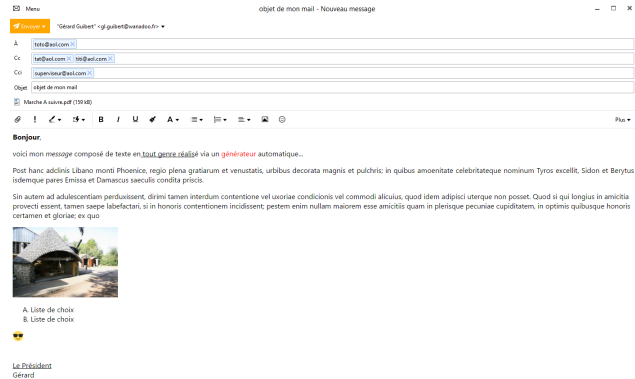 Menu
objet de mon mail - Nouveau message
Envoyer "Gérard Guibert" <gl.guibert@wanadoo.fr>
À toto@aol.com
Cc tat@aol.com titi@aol.com
Cci superviseur@aol.com
Objet objet de mon mail
Marche A suivre.pdf (159 kB)
B I U A Plus
Bonjour,
voici mon message composé de texte en tout genre réalisé via un générateur automatique...
Post hanc adclinis Libano monti Phoenice, regio plena gratiarum et venustatis, urbibus decorata magnis et pulchris; in quibus amoenitate celebritateque nominum Tyros excellit, Sidon et Berytus
isdemque pares Emissa et Damascus saeculis condita priscis.
Sin autem ad adulescentiam perduxissent, dirimi tamen interdum contentione vel uxoriae condicionis vel commodi alicuius, quod idem adipisci uterque non posset. Quod si qui longius in amicitia
provecti essent, tamen saepe labefactari, si in honoris contentionem incidissent; pestem enim nullam maiorem esse amicitiis quam in plerisque pecuniae cupiditatem, in optimis quibusque honoris
certamen et gloriae; ex quo
A. Liste de choix
B. Liste de choix
Le Président
Gérard